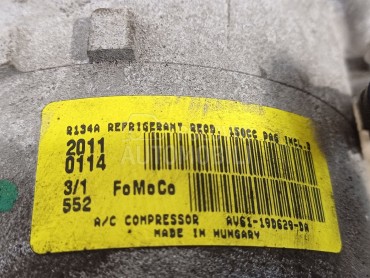 R134A REFRIGERANT REQD. 150CC PAG INCL.
2011
0114
3/1 FoMoCo
552
A/C COMPRESSOR AV61-19D629-DA
* MADE IN HUNGARY *